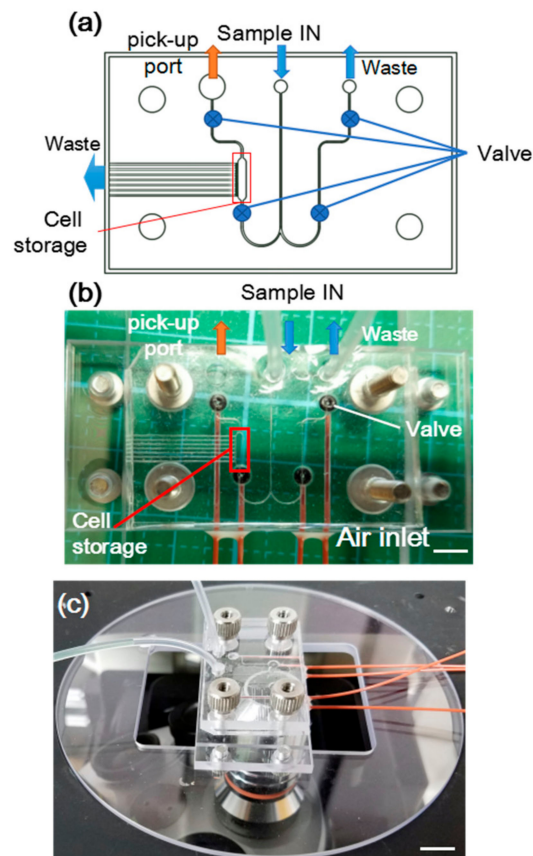 (a)
pick-up
port
Sample IN
Waste
Waste
Valve
Cell
storage
(b)
Sample IN
pick-up
port
Waste
Valve
Cell
storage
Air inlet
(c)